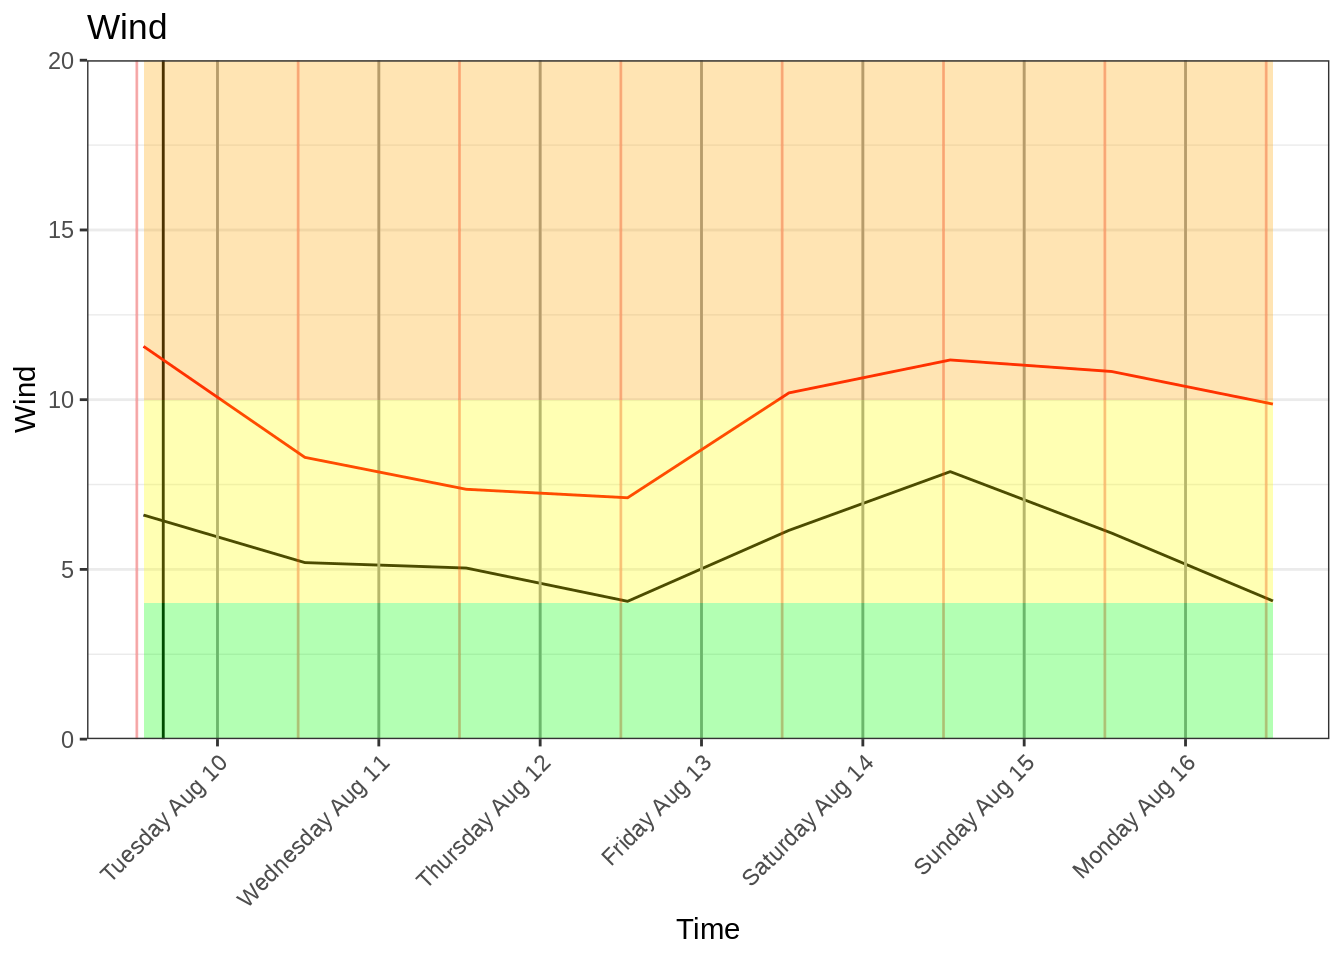 Wind
20
15
10
5
0
Wind
Tuesday Aug 10
Wednesday Aug 11
Thursday Aug 12
Friday Aug 13
Saturday Aug 14
Sunday Aug 15
Monday Aug 16
Time